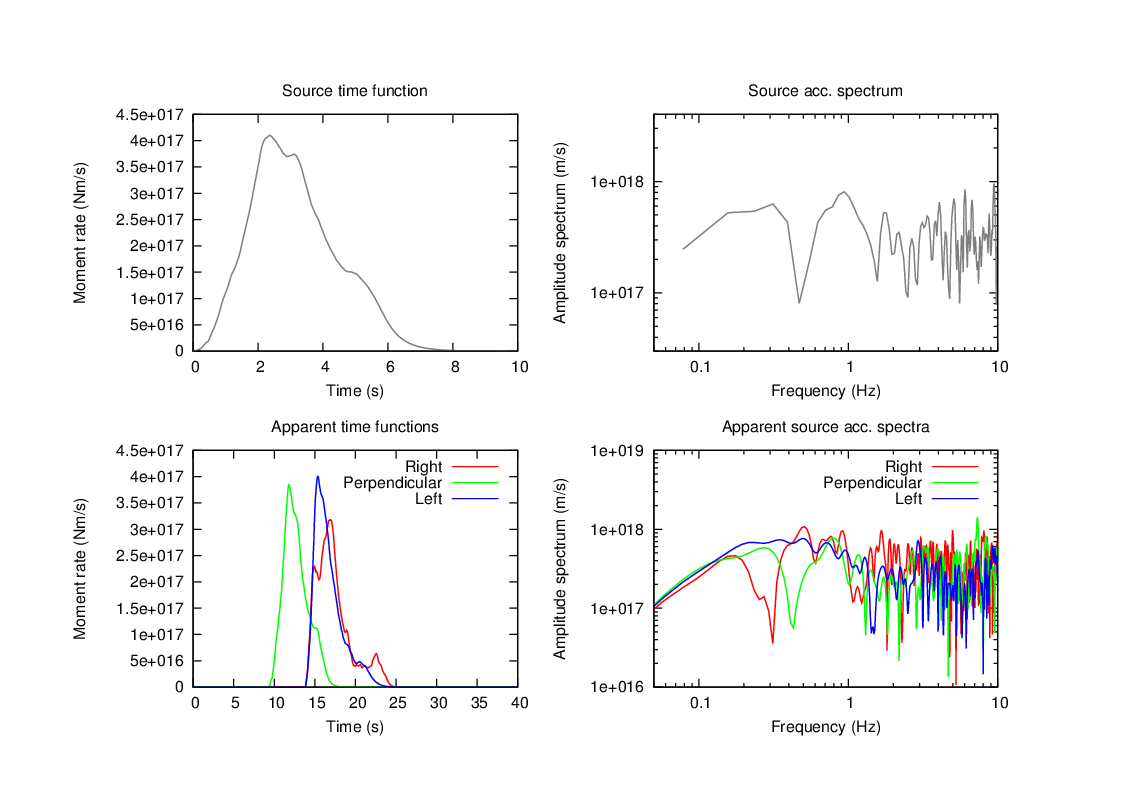 Source time function
4.5e+017
4e+017
3.5e+017
3e+017
2.5e+017
2e+017
1.5e+017
1e+017
5e+016
0
Moment rate (Nm/s)
0 2 4 6 8 10
Time (s)
Source acc. spectrum
1e+018
1e+017
Amplitude spectrum (m/s)
0.1 1 10
Frequency (Hz)
Apparent time functions
4.5e+017
4e+017
3.5e+017
3e+017
2.5e+017
2e+017
1.5e+017
1e+017
5e+016
0
Moment rate (Nm/s)
Right
Perpendicular
Left
0 5 10 15 20 25 30 35 40
Time (s)
Apparent source acc. spectra
1e+019
1e+018
1e+017
1e+016
Amplitude spectrum (m/s)
Right
Perpendicular
Left
0.1 1 10
Frequency (Hz)